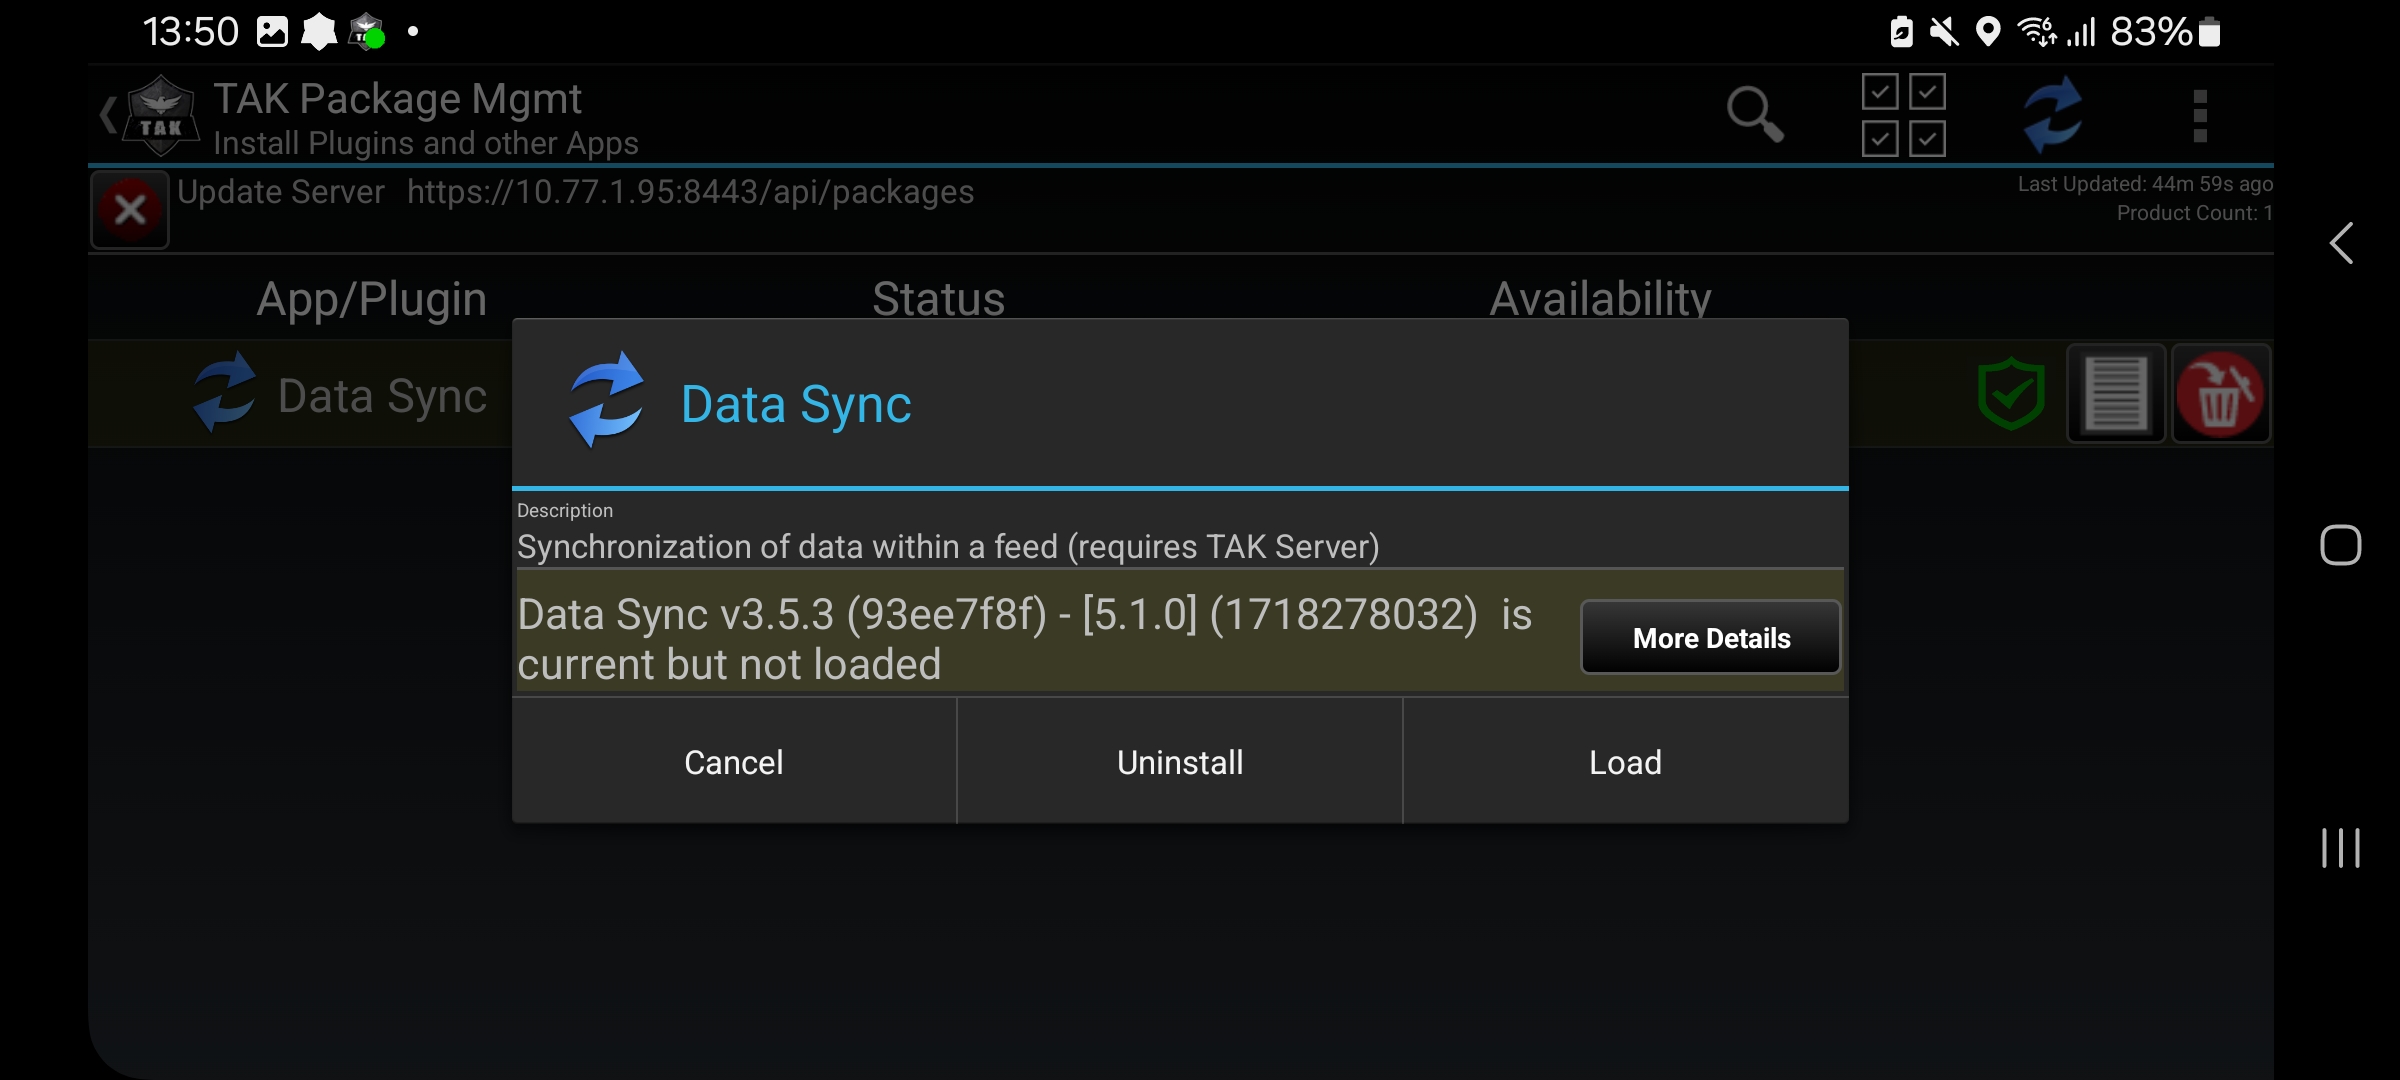 13:50
83%
TAK
TAK Package Mgmt
Install Plugins and other Apps
Update Server https://10.77.1.95:8443/api/packages
Last Updated: 44m 59s ago
Product Count: 1
App/Plugin Status Availability
Data Sync
Data Sync
Description
Synchronization of data within a feed (requires TAK Server)
Data Sync v3.5.3 (93ee7f8f) - [5.1.0] (1718278032) is
current but not loaded
More Details
Cancel Uninstall Load